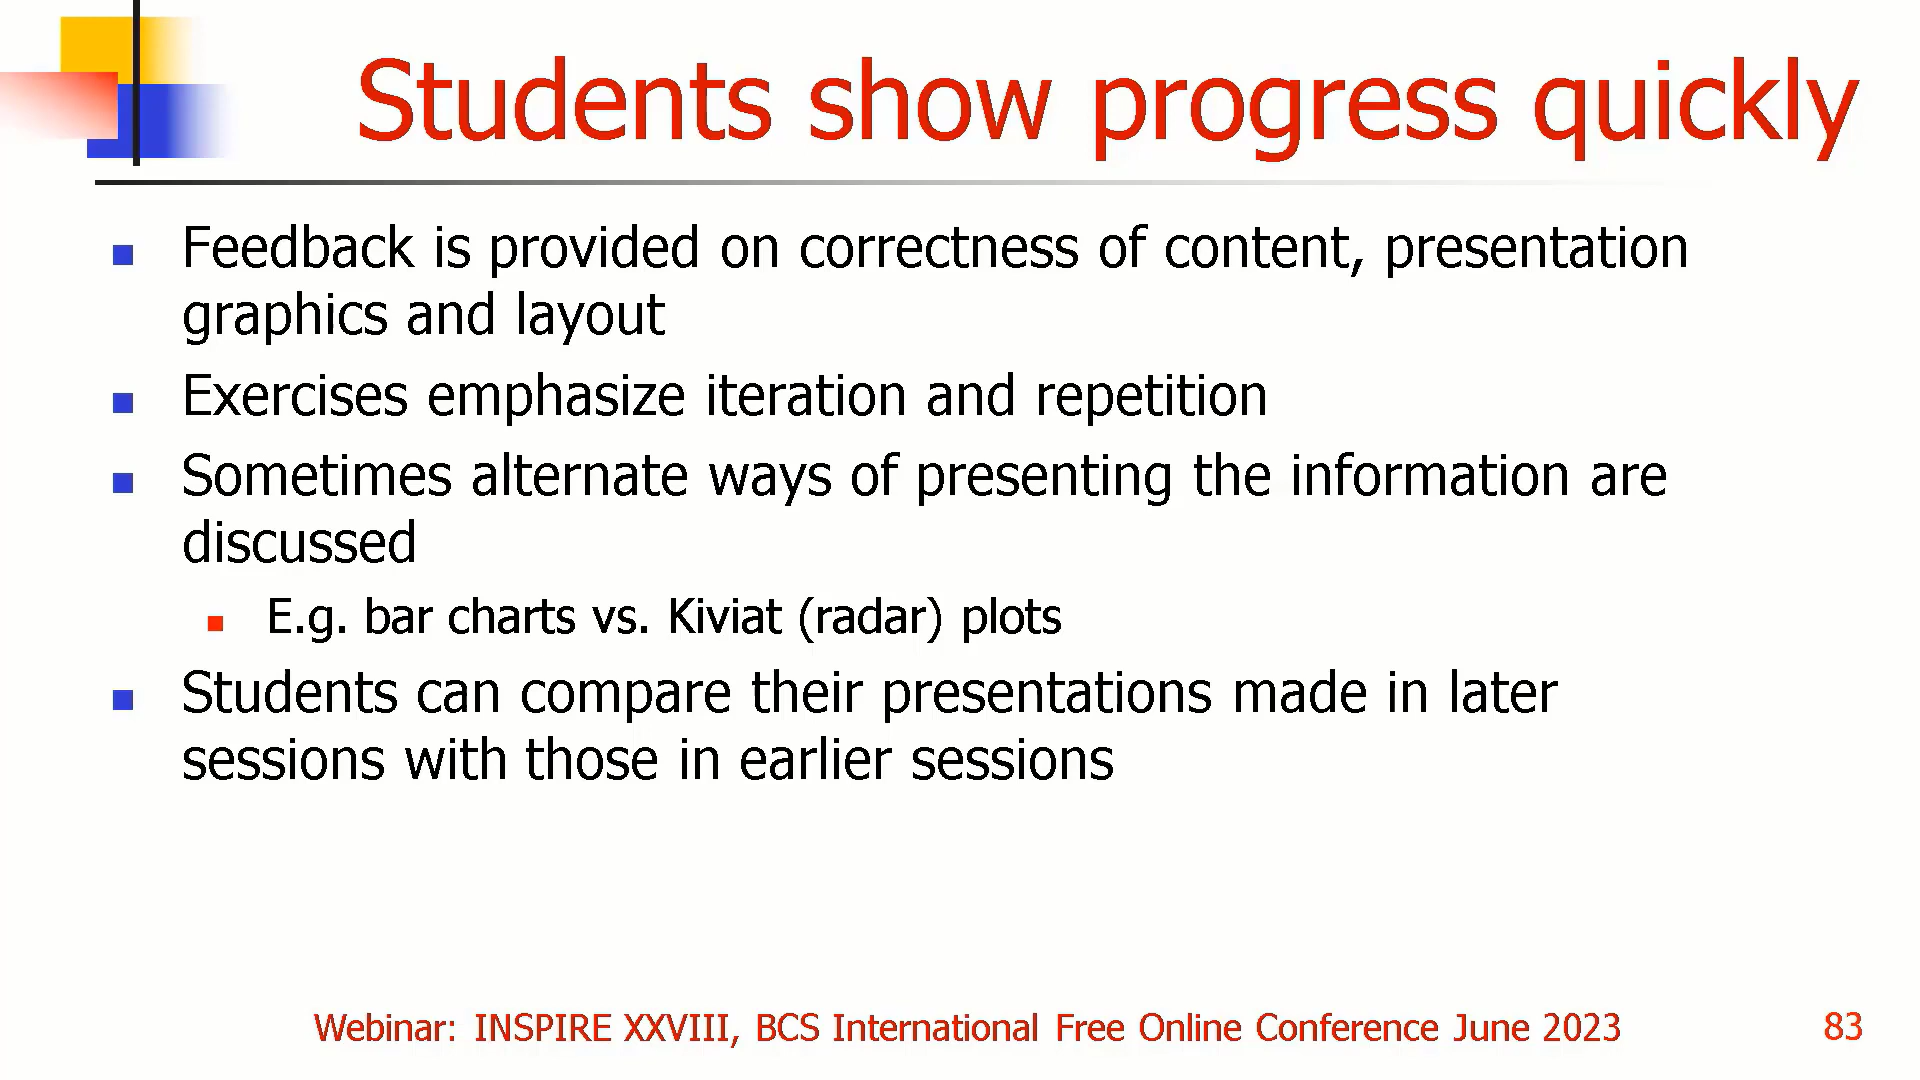 Students show progress quickly
Feedback is provided on correctness of content, presentation
graphics and layout
Exercises emphasize iteration and repetition
Sometimes alternate ways of presenting the information are
discussed
E.g. bar charts vs. Kiviat (radar) plots
Students can compare their presentations made in later
sessions with those in earlier sessions
Webinar: INSPIRE XXVIII, BCS International Free Online Conference June 2023
83